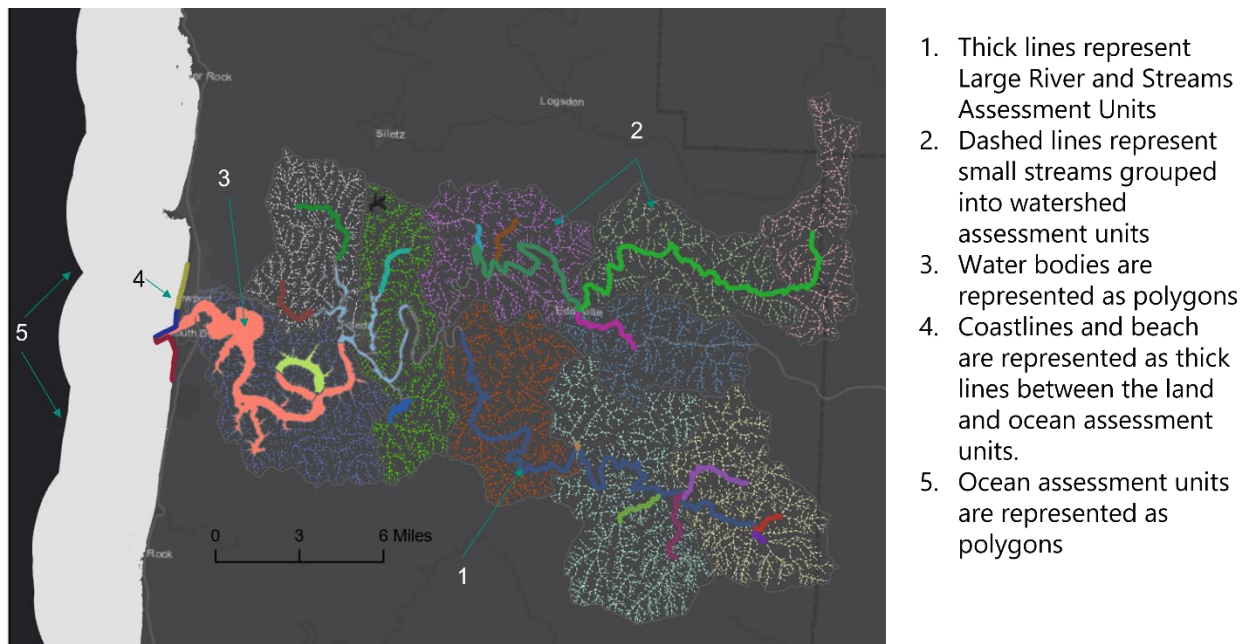 er Rock
Logsden
Siletz
2
3
4
5
Edd ville
0 3 6 Miles
Rock
1
1. Thick lines represent
Large River and Streams
Assessment Units
2. Dashed lines represent
small streams grouped
into watershed
assessment units
3. Water bodies are
represented as polygons
4. Coastlines and beach
are represented as thick
lines between the land
and ocean assessment
units.
5. Ocean assessment units
are represented as
polygons